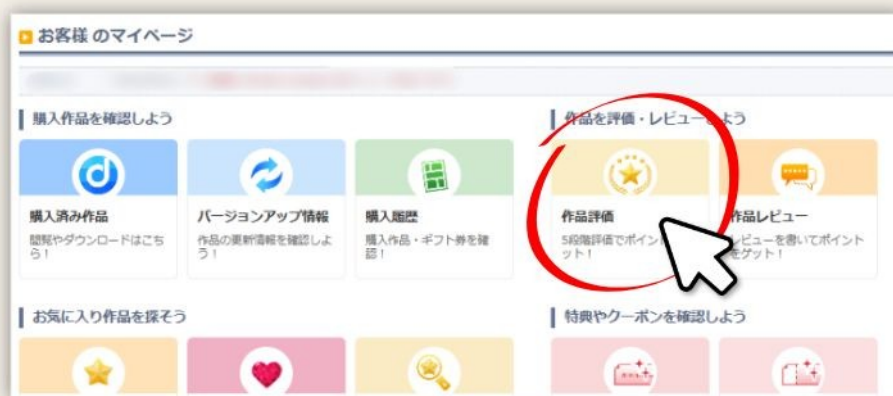 お客様 のマイページ
購入作品を確認しよう
作品を評価・レビューしよう
購入済み作品
閲覧やダウンロードはこち
ら！
バージョンアップ情報
作品の更新情報を確認しよ
う！
購入履歴
購入作品・ギフト券を確
認！
作品評価
5段階評価でポイン
ット！
作品レビュー
レビューを書いてポイント
をゲット！
お気に入り作品を探そう
特典やクーポンを確認しよう